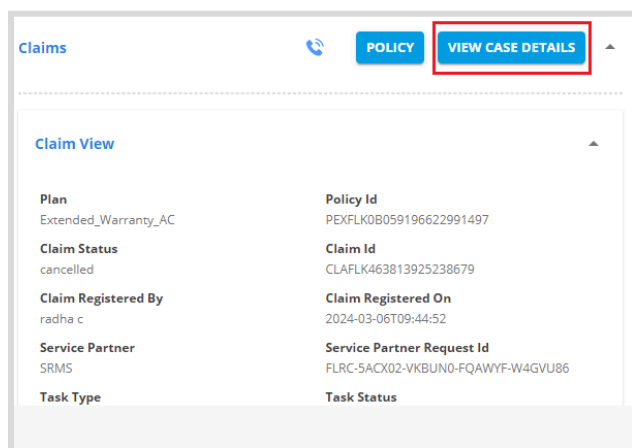 Claims POLICY VIEW CASE DETAILS
Claim View
Plan Policy Id
Extended_Warranty_AC PEXFLK0B059196622991497
Claim Status Claim Id
cancelled CLAFLK463813925238679
Claim Registered By Claim Registered On
radha c 2024-03-06T09:44:52
Service Partner Service Partner Request Id
SRMS FLRC-5ACX02-VKBUN0-FQAWYF-W4GVU86
Task Type Task Status